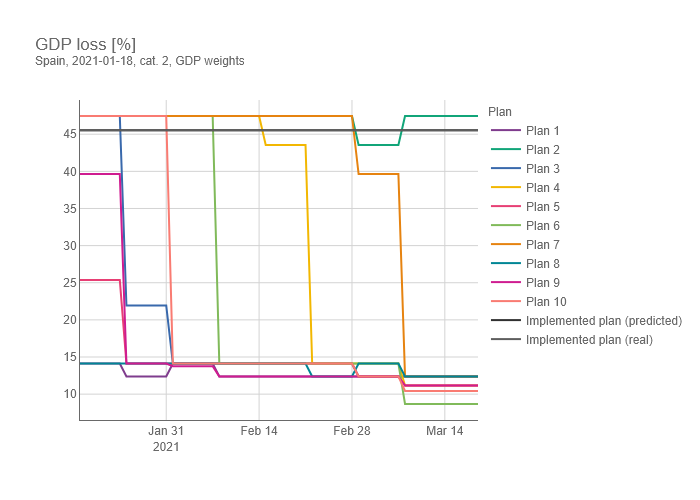 GDP loss [%]
Spain, 2021-01-18, cat. 2, GDP weights
Plan
45
40
35
30
25
20
15
10
Jan 31
2021
Feb 14
Feb 28
Mar 14
Plan 1
Plan 2
Plan 3
Plan 4
Plan 5
Plan 6
Plan 7
Plan 8
Plan 9
Plan 10
Implemented plan (predicted)
Implemented plan (real)